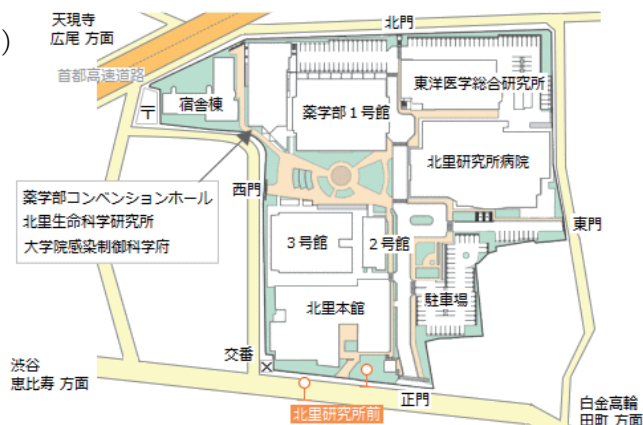 天現寺
広尾 方面
北門
)
首都高速道路
東洋医学総合研究所
宿舎棟
〒
薬学部1号館
北里研究所病院
薬学部コンベンションホール
北里生命科学研究所
大学院感染制御科学府
西門
東門
3号館
2号館
駐車場
北里本館
交番
渋谷
恵比寿 方面
正門
北里研究所前
白金高輪
田町 方面